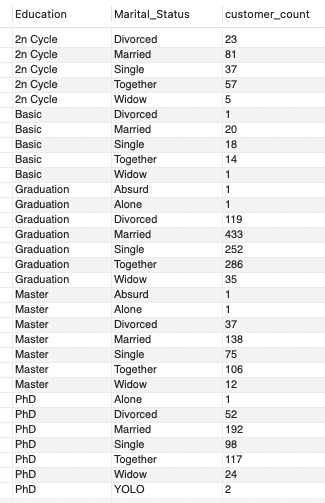 Education Marital_Status customer_count
2n Cycle Divorced 23
2n Cycle Married 81
2n Cycle Single 37
2n Cycle Together 57
2n Cycle Widow 5
Basic Divorced 1
Basic Married 20
Basic Single 18
Basic Together 14
Basic Widow 1
Graduation Absurd 1
Graduation Alone 1
Graduation Divorced 119
Graduation Married 433
Graduation Single 252
Graduation Together 286
Graduation Widow 35
Master Absurd 1
Master Alone 1
Master Divorced 37
Master Married 138
Master Single 75
Master Together 106
Master Widow 12
PhD Alone 1
PhD Divorced 52
PhD Married 192
PhD Single 98
PhD Together 117
PhD Widow 24
PhD YOLO 2